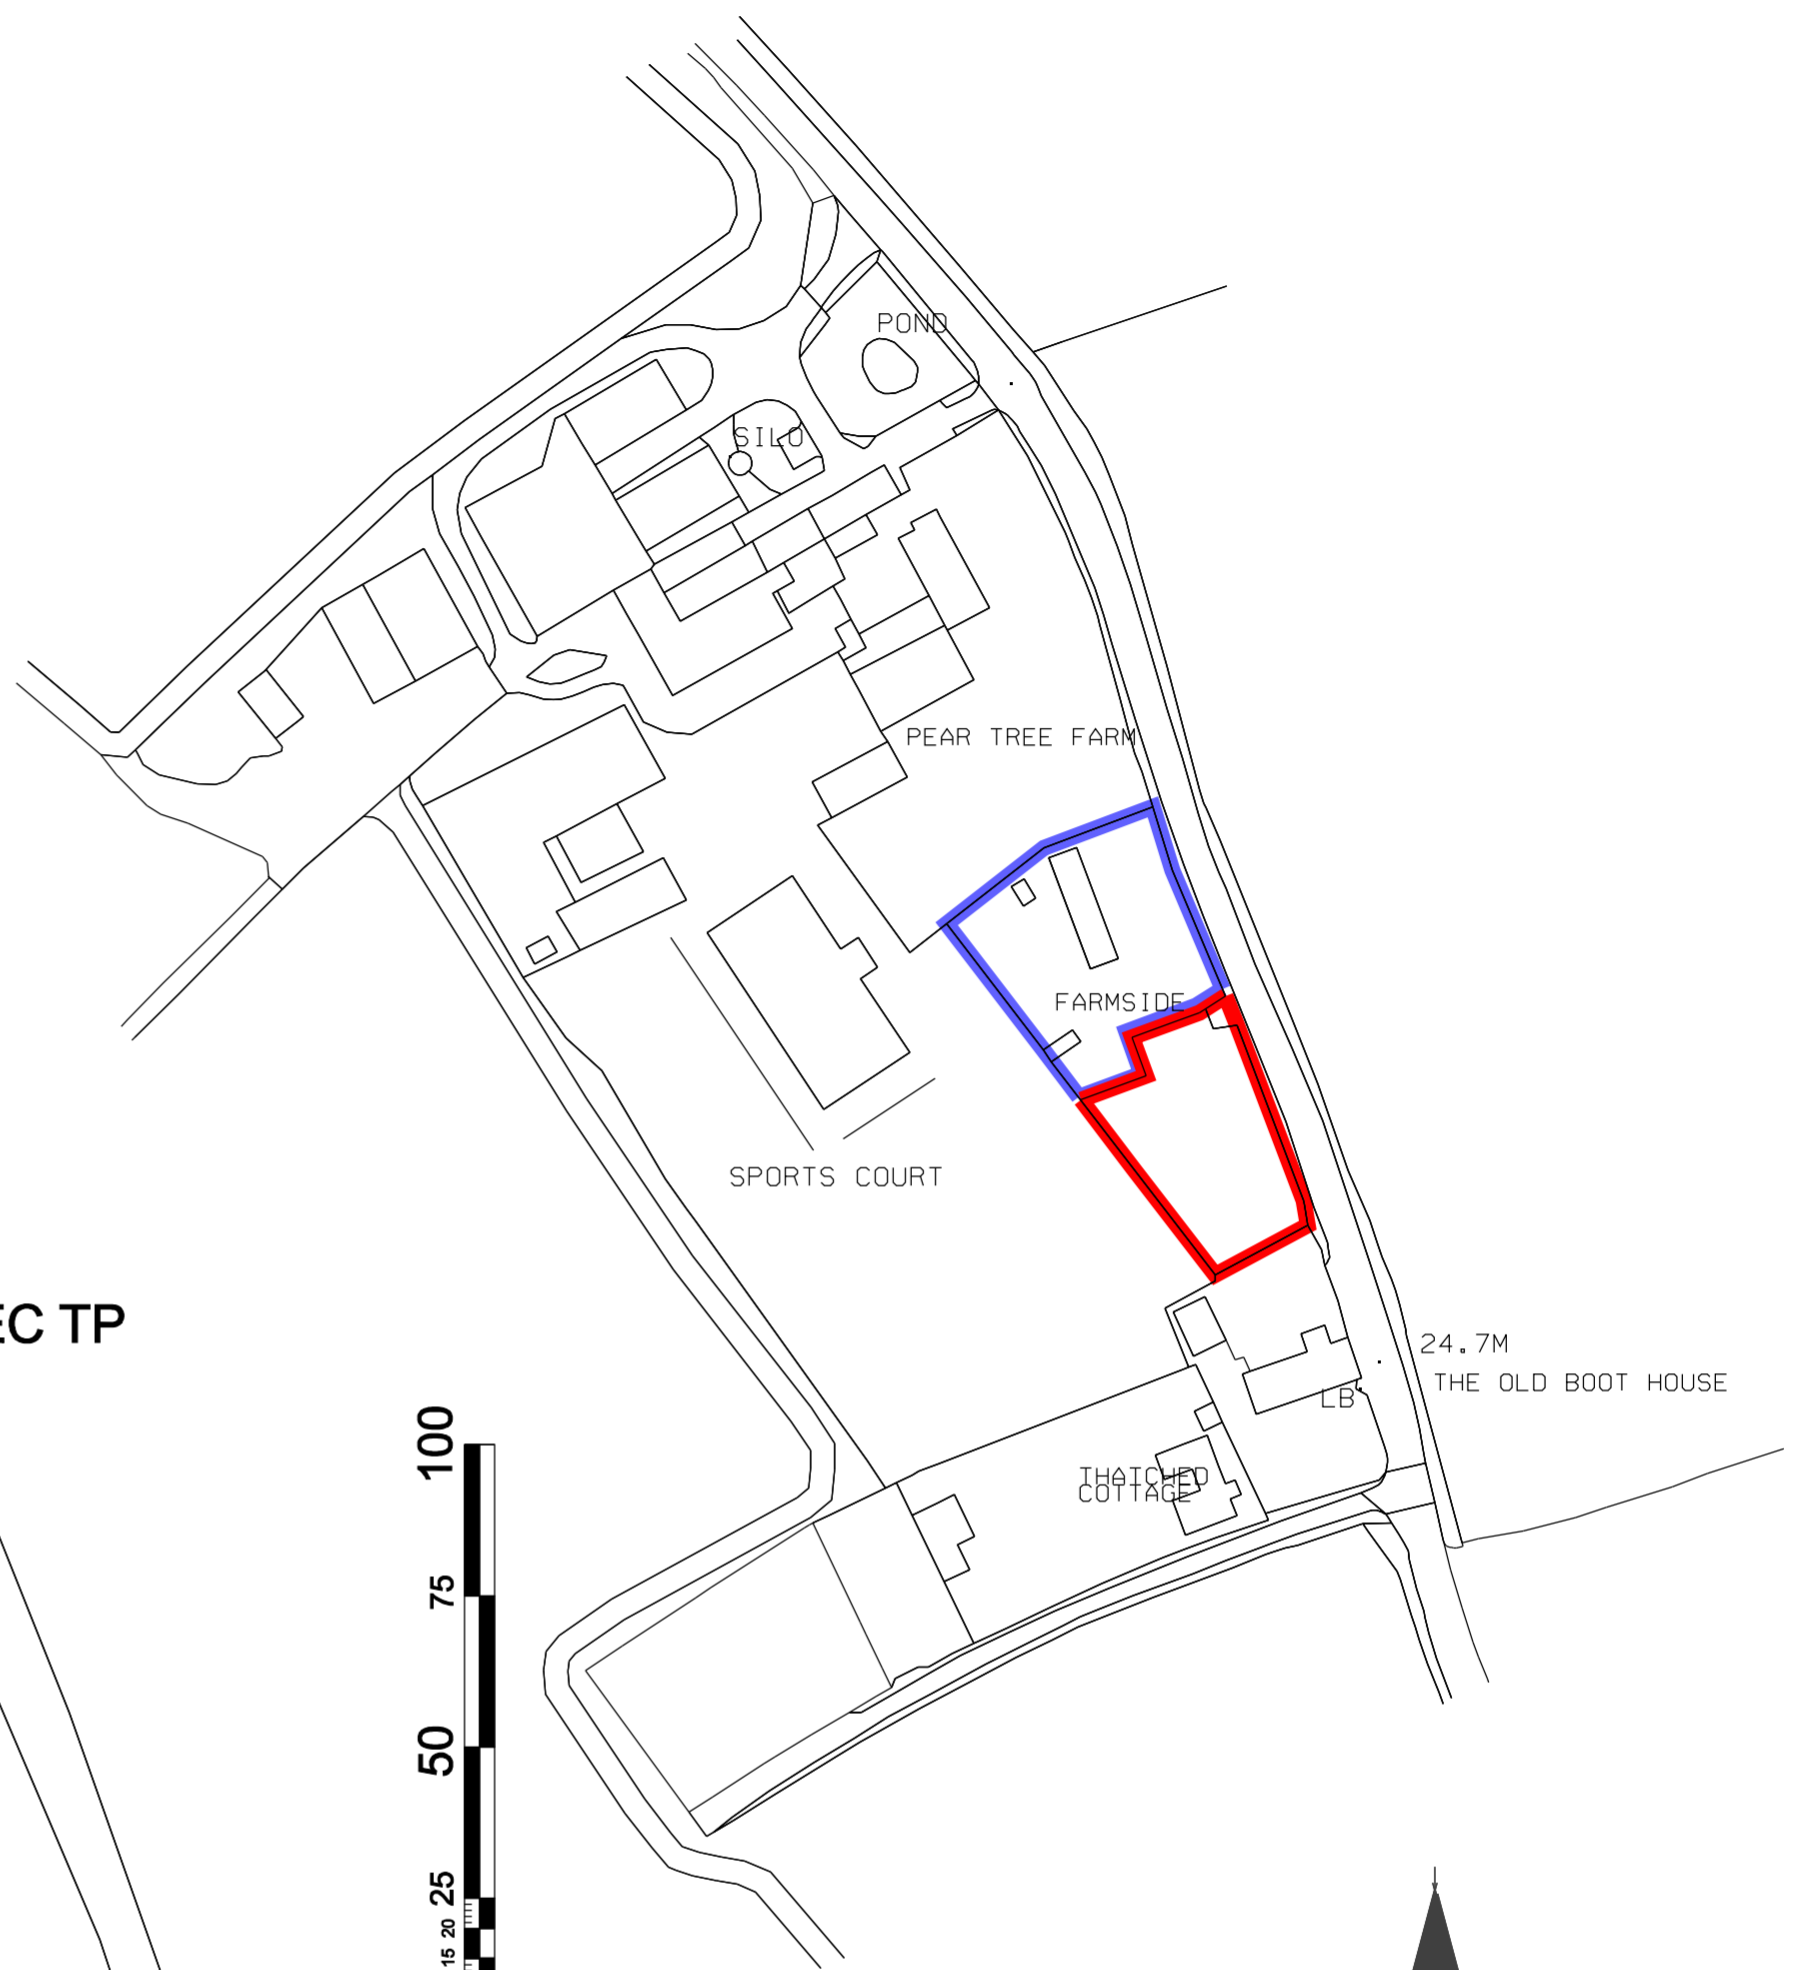 POND
SILO
PEAR TREE FARM
FARMSIDE
SPORTS COURT
EC TP
24.7M
THE OLD BOOT HOUSE
LB
THATCHED
COTTAGE
100
75
50
25
20
15